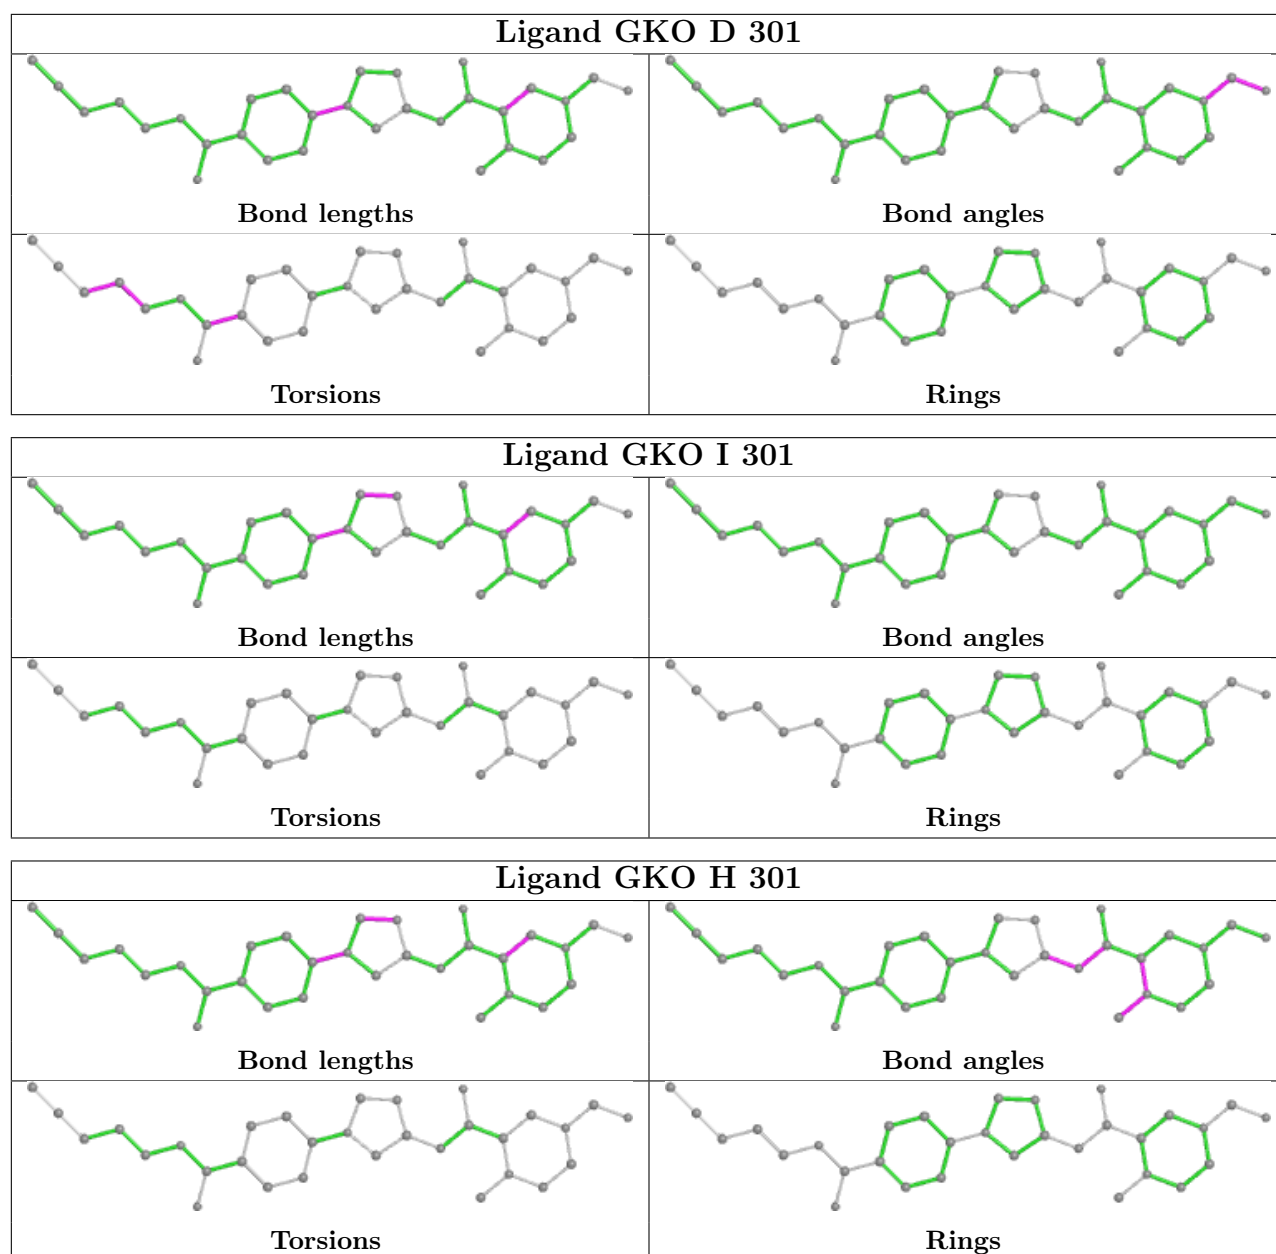 Ligand GKO D 301
Bond lengths
Bond angles
Torsions
Rings
Ligand GKO I 301
Bond lengths
Bond angles
Torsions
Rings
Ligand GKO H 301
Bond lengths
Bond angles
Torsions
Rings